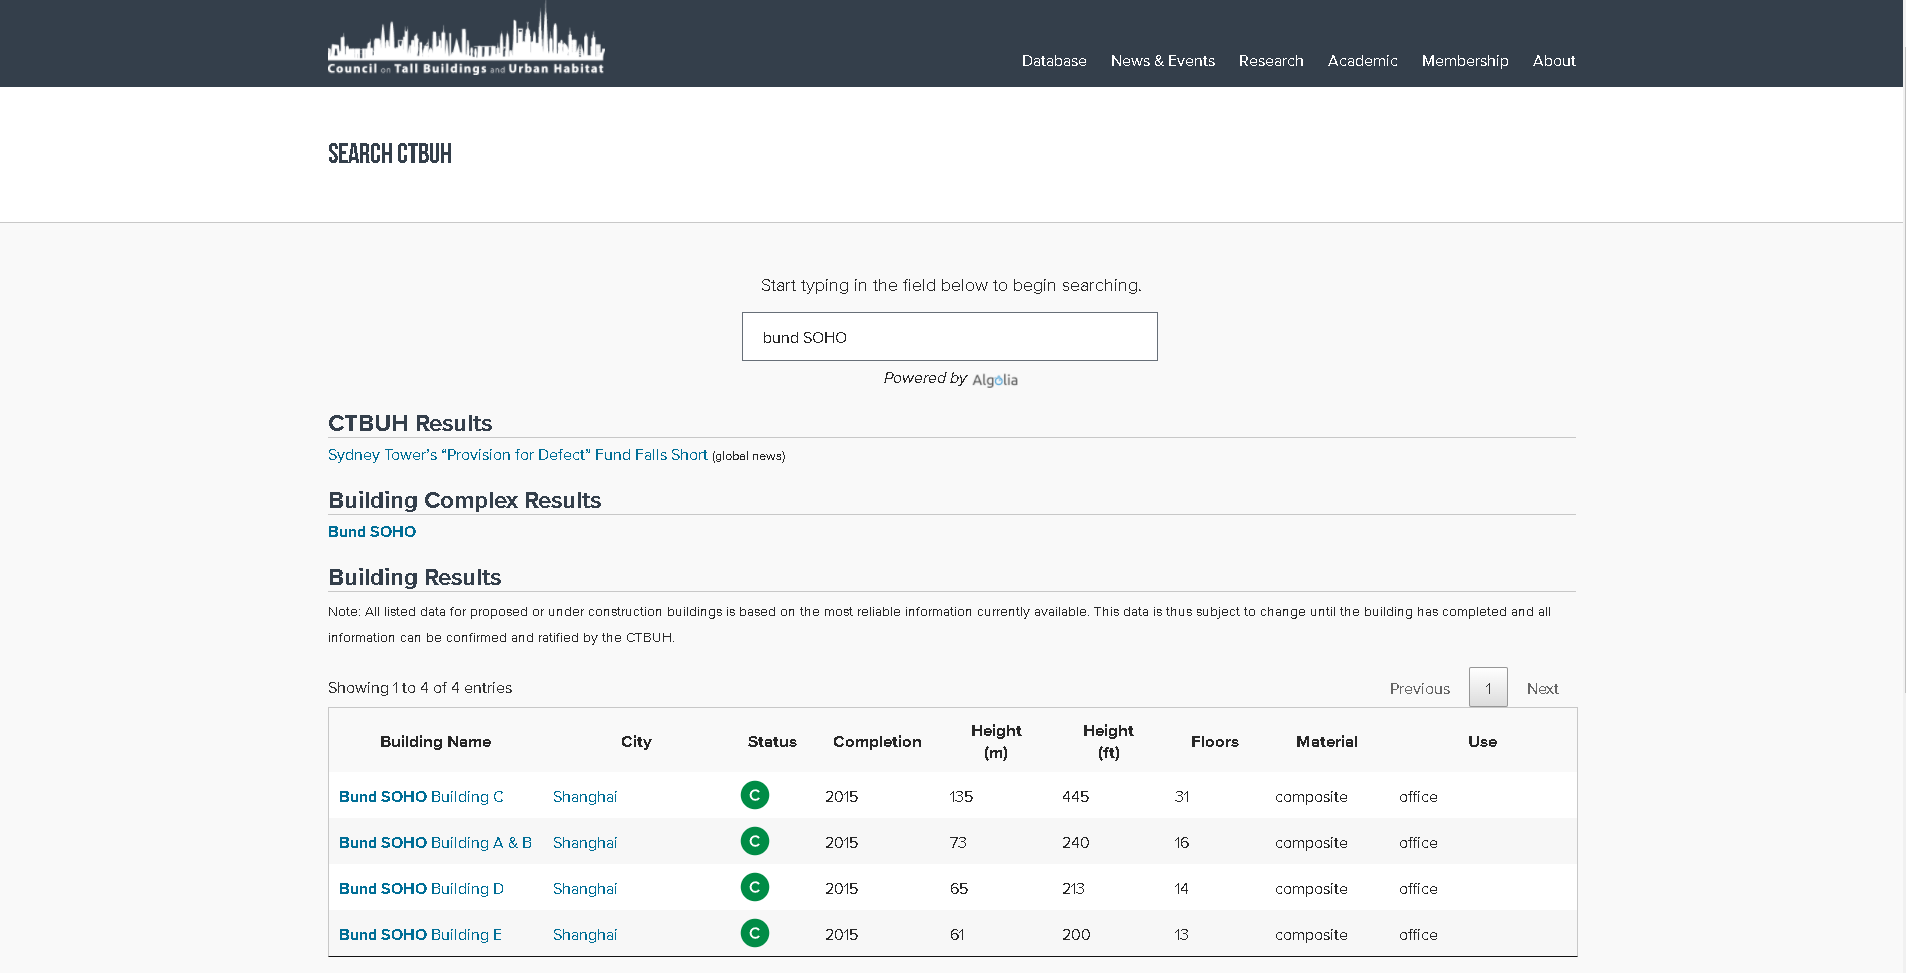 Council on Tall Buildings and Urban Habitat
Database News & Events Research Academic Membership About
SEARCH CTBUH
Start typing in the field below to begin searching.
bund SOHO
Powered by Algolia
CTBUH Results
Sydney Tower's “Provision for Defect” Fund Falls Short (global news)
Building Complex Results
Bund SOHO
Building Results
Note: All listed data for proposed or under construction buildings is based on the most reliable information currently available. This data is thus subject to change until the building has completed and all
information can be confirmed and ratified by the CTBUH.
Showing 1 to 4 of 4 entries Previous 1 Next
Building Name City Status Completion Height (m) Height (ft) Floors Material Use
Bund SOHO Building C Shanghai C 2015 135 445 31 composite office
Bund SOHO Building A & B Shanghai C 2015 73 240 16 composite office
Bund SOHO Building D Shanghai C 2015 65 213 14 composite office
Bund SOHO Building E Shanghai C 2015 61 200 13 composite office